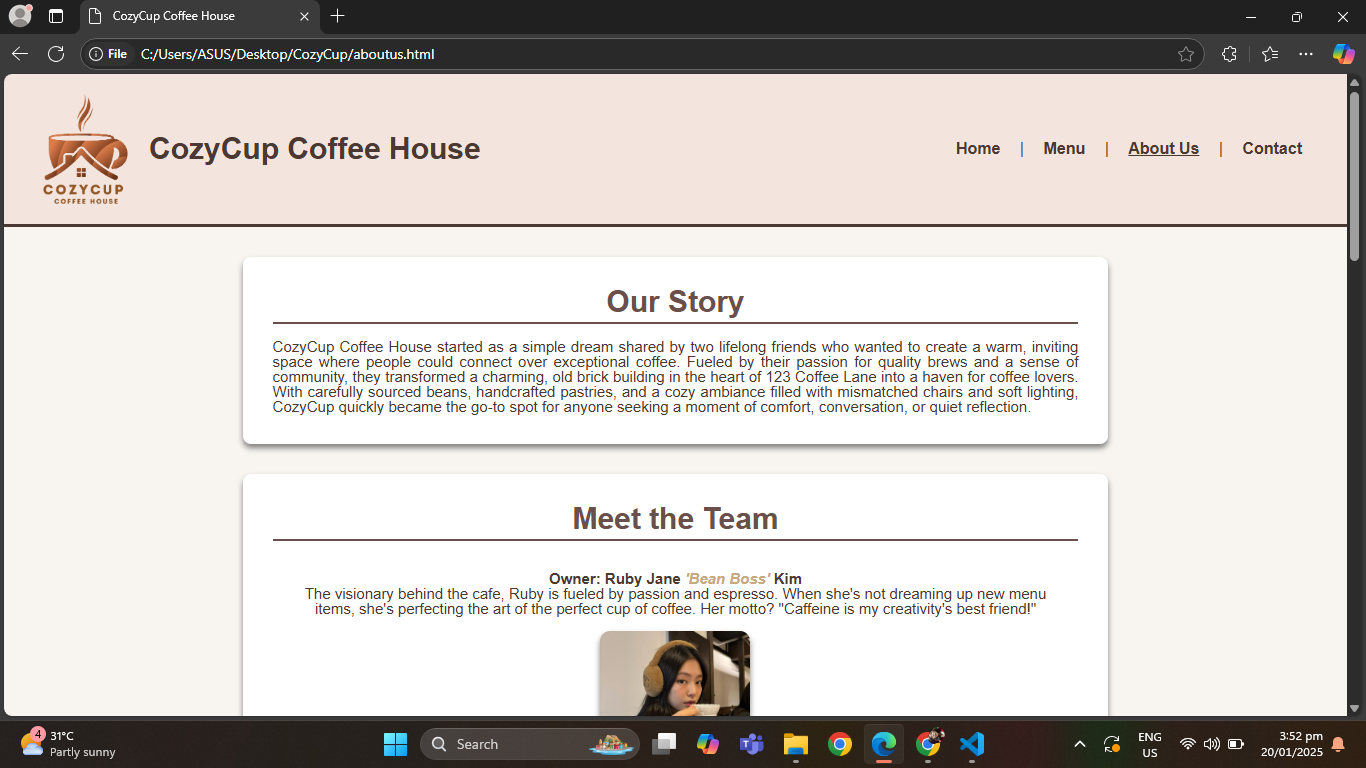 CozyCup Coffee House
File C:/Users/ASUS/Desktop/CozyCup/aboutus.html
COZYCUP
COFFEE HOUSE
CozyCup Coffee House
Home | Menu | About Us | Contact
Our Story
CozyCup Coffee House started as a simple dream shared by two lifelong friends who wanted to create a warm, inviting
space where people could connect over exceptional coffee. Fueled by their passion for quality brews and a sense of
community, they transformed a charming, old brick building in the heart of 123 Coffee Lane into a haven for coffee lovers.
With carefully sourced beans, handcrafted pastries, and a cozy ambiance filled with mismatched chairs and soft lighting,
CozyCup quickly became the go-to spot for anyone seeking a moment of comfort, conversation, or quiet reflection.
Meet the Team
Owner: Ruby Jane 'Bean Boss' Kim
The visionary behind the cafe, Ruby is fueled by passion and espresso. When she's not dreaming up new menu
items, she's perfecting the art of the perfect cup of coffee. Her motto? "Caffeine is my creativity's best friend!"
4
31°C
Partly sunny
Search
ENG
US
3:52 pm
20/01/2025